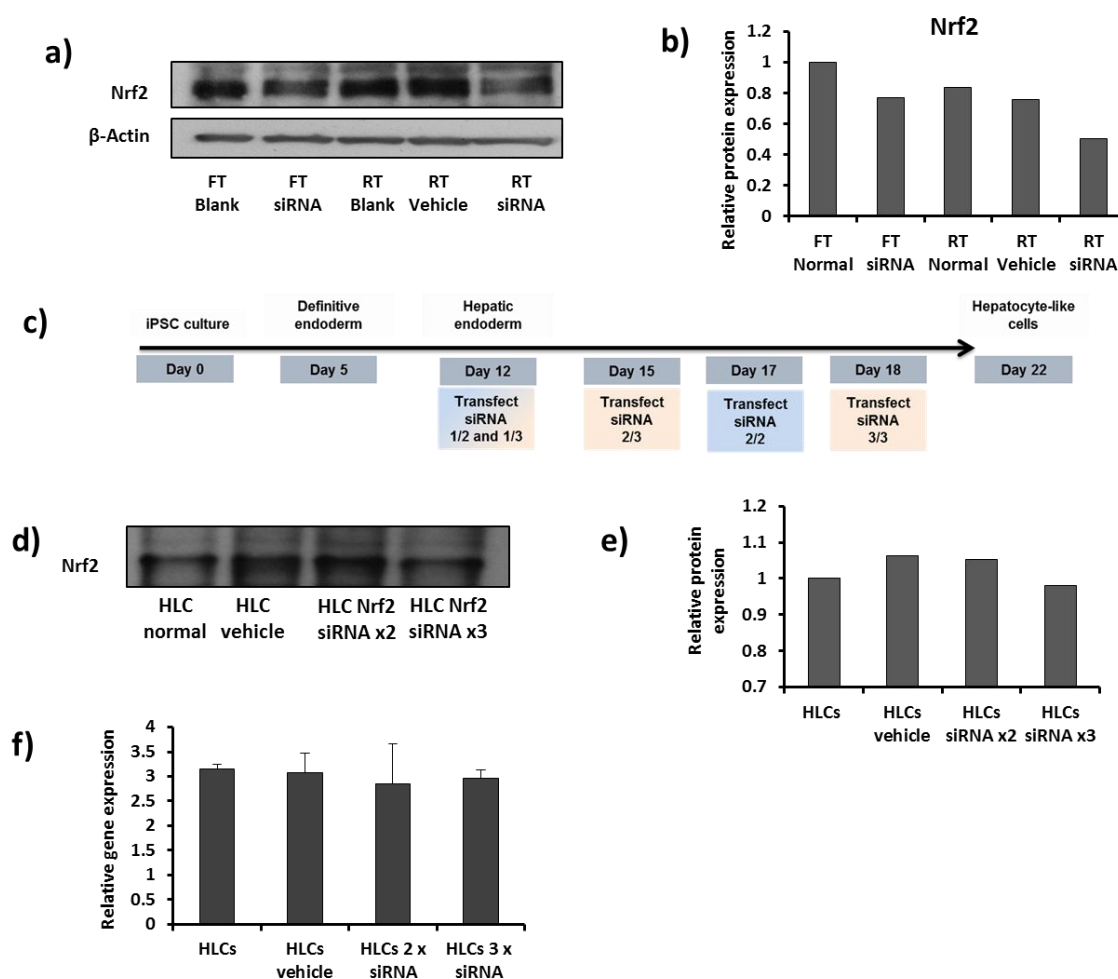 a)
Nrf2
β-Actin
FT Blank
FT siRNA
RT Blank
RT Vehicle
RT siRNA
b)
Nrf2
Relative protein expression
1.2
1
0.8
0.6
0.4
0.2
0
FT Normal
FT siRNA
RT Normal
RT Vehicle
RT siRNA
c)
iPSC culture
Definitive
endoderm
Hepatic
endoderm
Hepatocyte-like
cells
Day 0
Day 5
Day 12
Day 15
Day 17
Day 18
Day 22
Transfect
siRNA
1/2 and 1/3
Transfect
siRNA
2/3
Transfect
siRNA
2/2
Transfect
siRNA
3/3
d)
Nrf2
HLC
normal
HLC
vehicle
HLC Nrf2
siRNA x2
HLC Nrf2
siRNA x3
e)
Relative protein
expression
1.2
1.1
1
0.9
0.8
0.7
HLCs
HLCs
vehicle
HLCs
siRNA x2
HLCs
siRNA x3
f)
Relative gene expression
4
3.5
3
2.5
2
1.5
1
0.5
0
HLCs
HLCs
vehicle
HLCs 2 x
siRNA
HLCs 3 x
siRNA